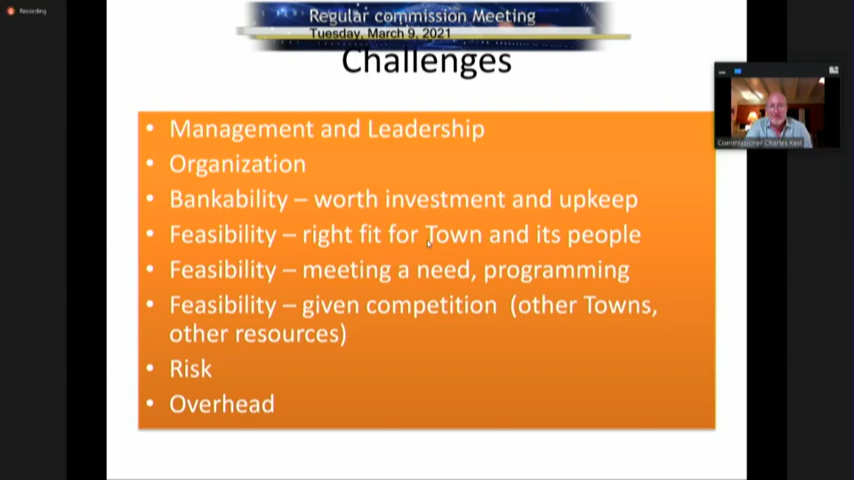 Recording
Regular commission Meeting
Tuesday, March 9, 2021
Challenges
• Management and Leadership
• Organization
• Bankability – worth investment and upkeep
• Feasibility – right fit for Town and its people
• Feasibility – meeting a need, programming
• Feasibility – given competition (other Towns,
other resources)
• Risk
• Overhead
Commissioner Charles Kesl